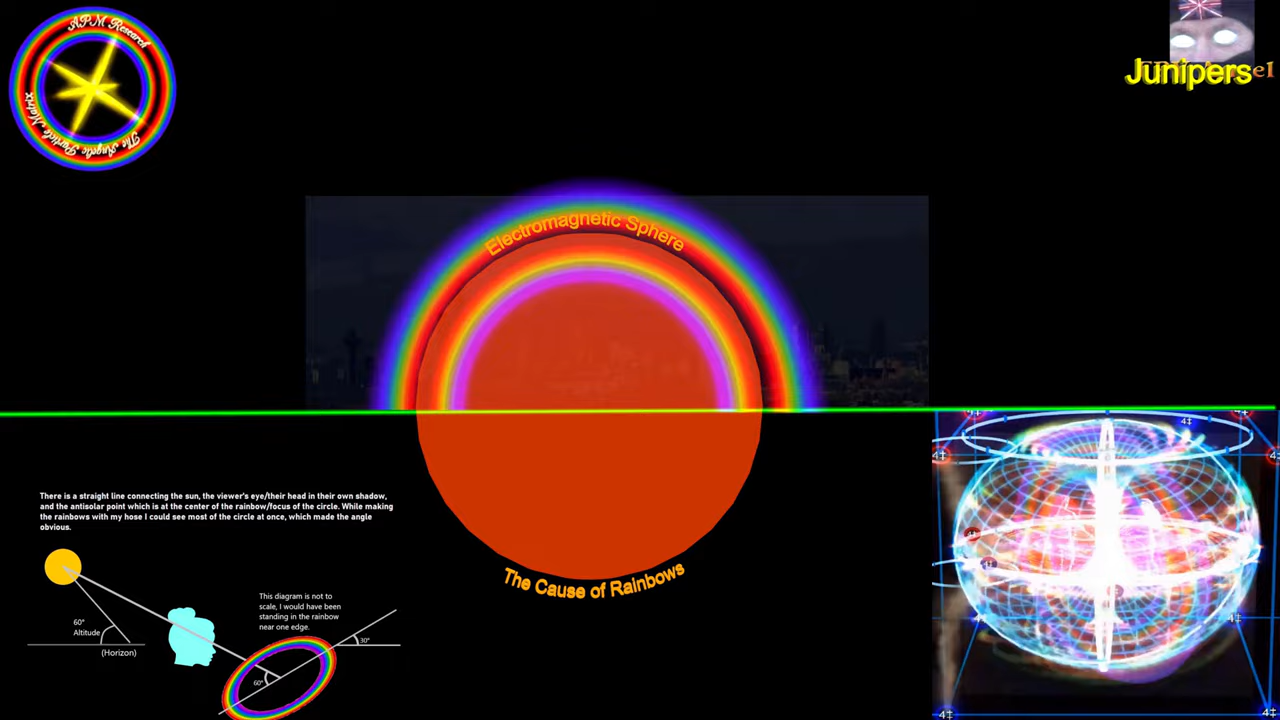 APM Research
The Angelic Particle Matrix
Junipers
el
Electromagnetic Sphere
The Cause of Rainbows
There is a straight line connecting the sun, the viewer's eye/their head in their own shadow,
and the antisolar point which is at the center of the rainbow/focus of the circle. While making
the rainbows with my hose I could see most of the circle at once, which made the angle
obvious.
This diagram is not to
scale, I would have been
standing in the rainbow
near one edge.
60°
Altitude
(Horizon)
30°
60°